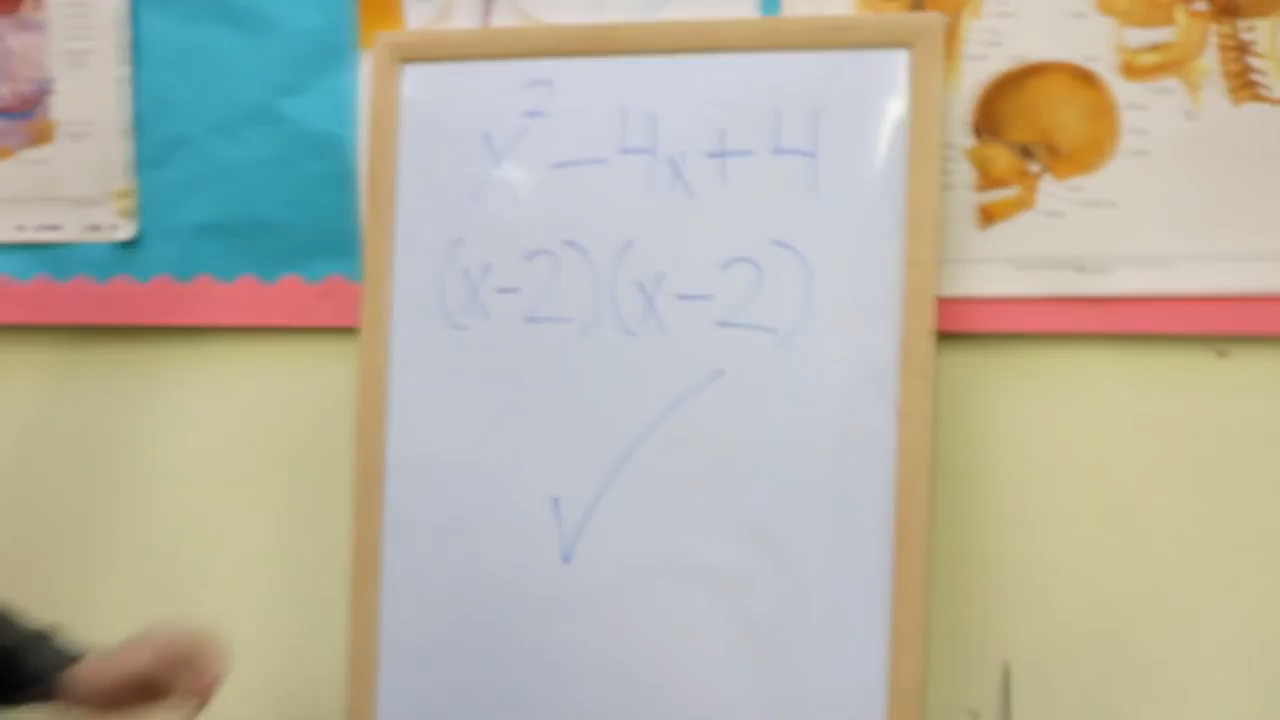 x² - 4x + 4
(x-2)(x-2)
✓